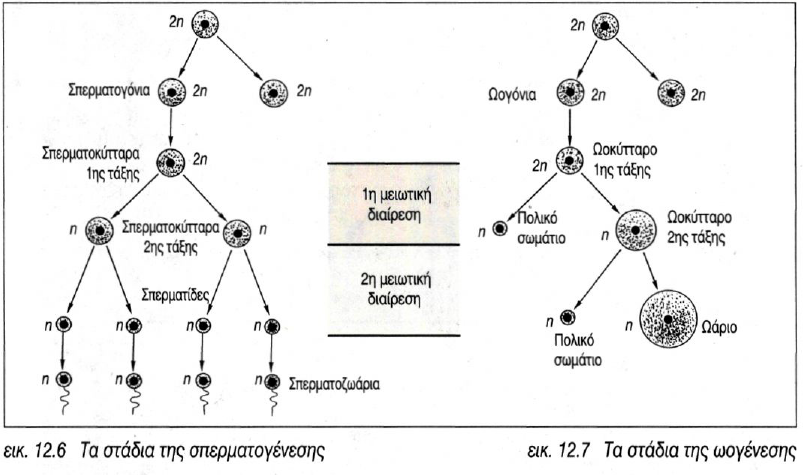 2n
Σπερματογόνια
2n
2n
Σπερματοκύτταρα
1ης τάξης
2n
n
Σπερματοκύτταρα
2ης τάξης
n
Σπερματίδες
n
n
n
n
n
n
n
n
Σπερματοζωάρια
1η μειωτική
διαίρεση
2η μειωτική
διαίρεση
2n
Ωογόνια
2n
2n
2n
Ωοκύτταρο
1ης τάξης
n
Πολικό
σωμάτιο
n
Ωοκύτταρο
2ης τάξης
n
Πολικό
σωμάτιο
n
Ωάριο
εικ. 12.6 Τα στάδια της σπερματογένεσης
εικ. 12.7 Τα στάδια της ωογένεσης